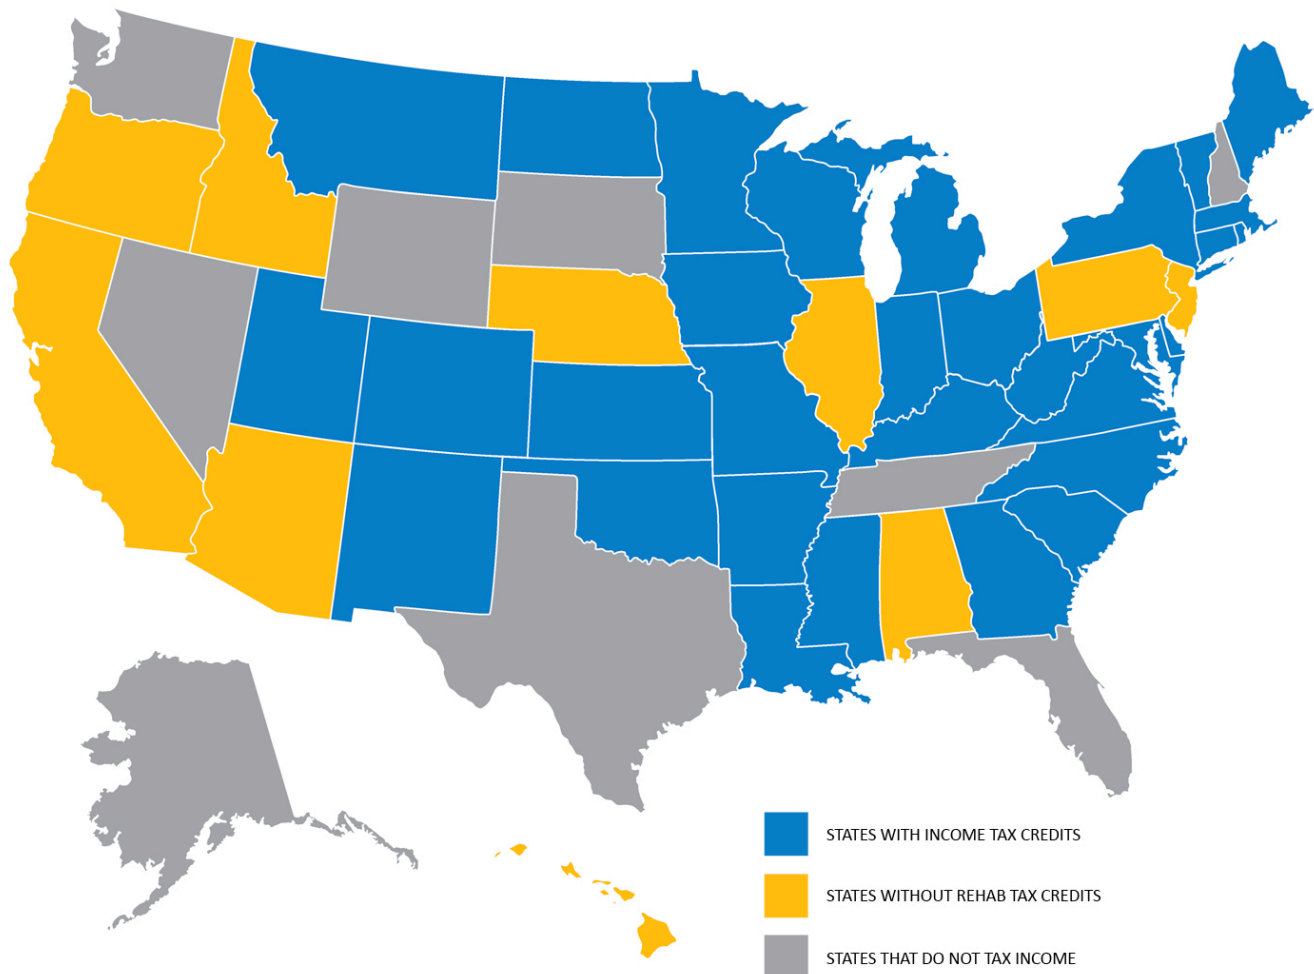 STATES WITH INCOME TAX CREDITS
STATES WITHOUT REHAB TAX CREDITS
STATES THAT DO NOT TAX INCOME